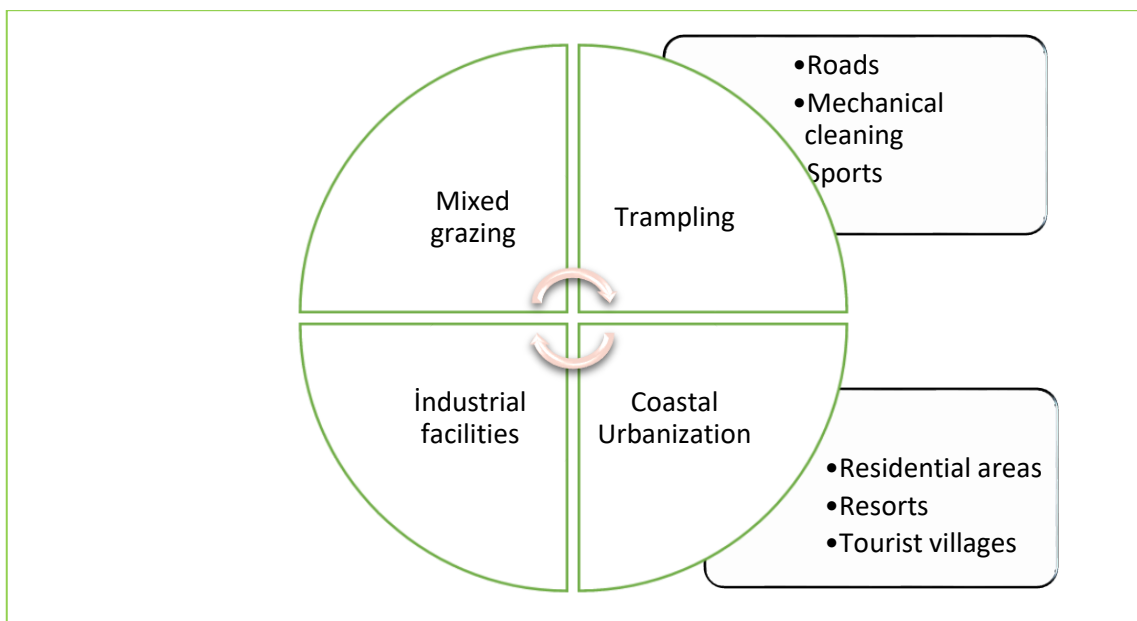 Mixed
grazing
Trampling
•Roads
•Mechanical
cleaning
•Sports
İndustrial
facilities
Coastal
Urbanization
•Residential areas
•Resorts
•Tourist villages